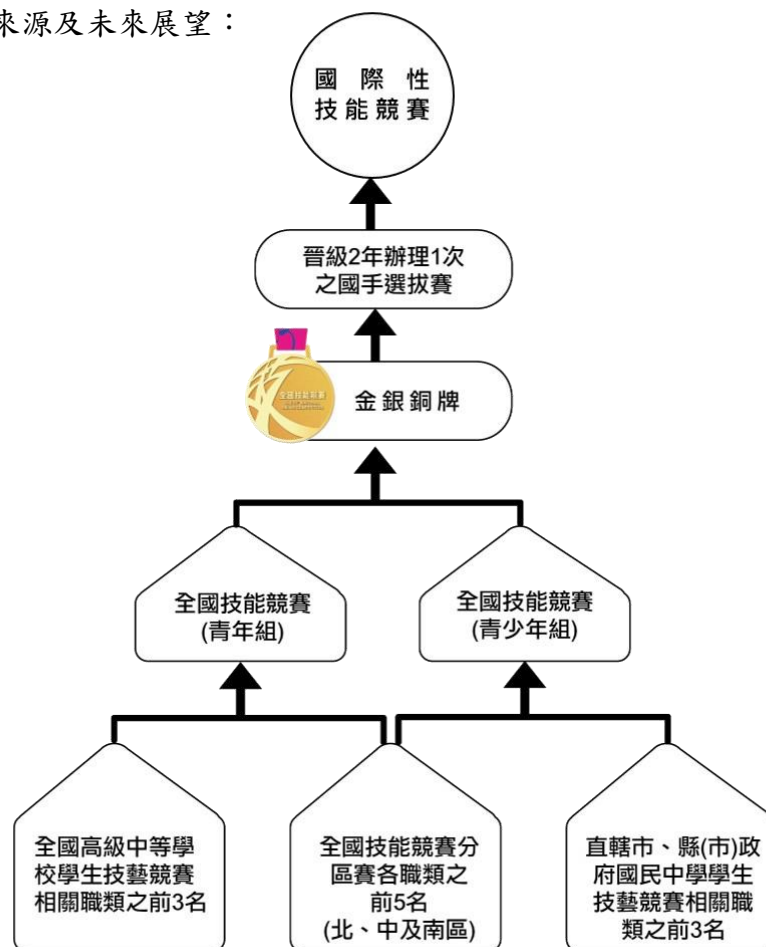 來源及未來展望：
國際性
技能競賽
晉級2年辦理1次
之國手選拔賽
全國技能競賽
金銀銅牌
全國技能競賽
(青年組)
全國技能競賽
(青少年組)
全國高級中等學
校學生技藝競賽
相關職類之前3名
全國技能競賽分
區賽各職類之
前5名
(北、中及南區)
直轄市、縣(市)政
府國民中學學生
技藝競賽相關職
類之前3名